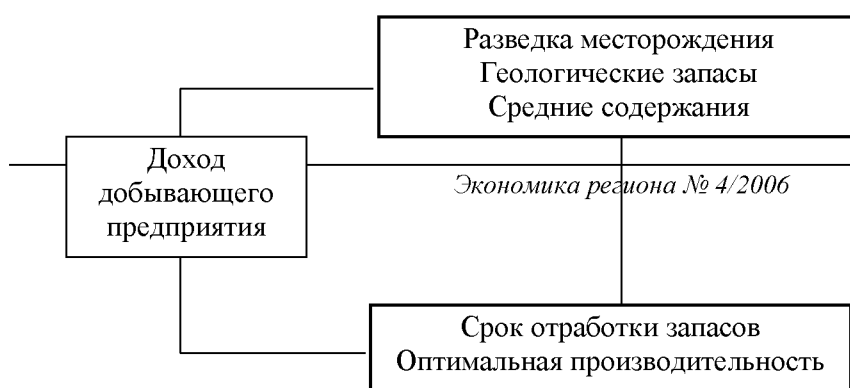 Разведка месторождения
Геологические запасы
Средние содержания
Доход
добывающего
предприятия
Экономика региона № 4/2006
Срок отработки запасов
Оптимальная производительность